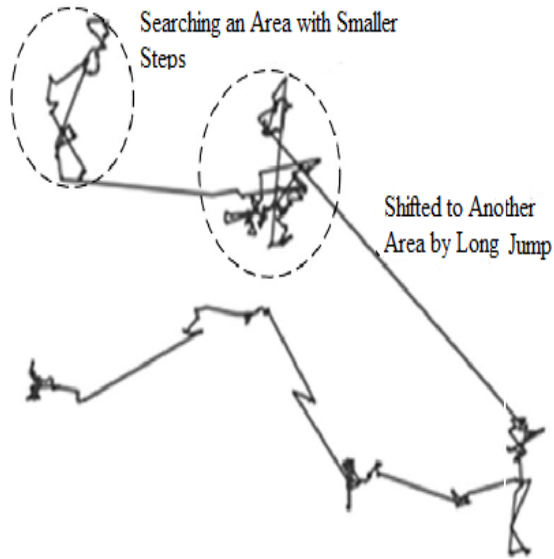 Searching an Area with Smaller
Steps
Shifted to Another
Area by Long Jump